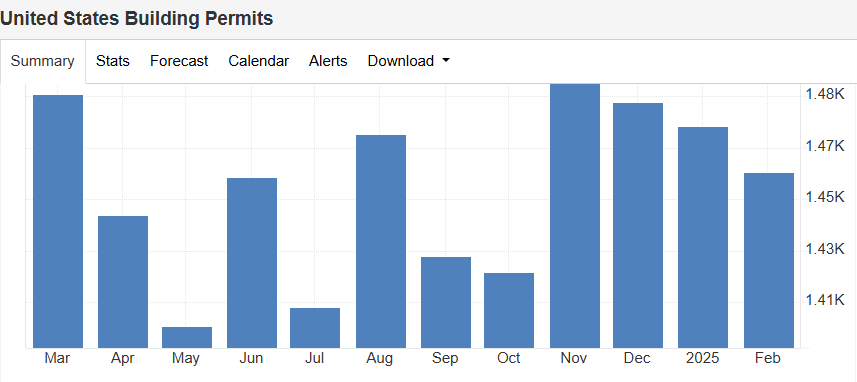 United States Building Permits
Summary Stats Forecast Calendar Alerts Download
1.48K
1.47K
1.45K
1.43K
1.41K
Mar Apr May Jun Jul Aug Sep Oct Nov Dec 2025 Feb